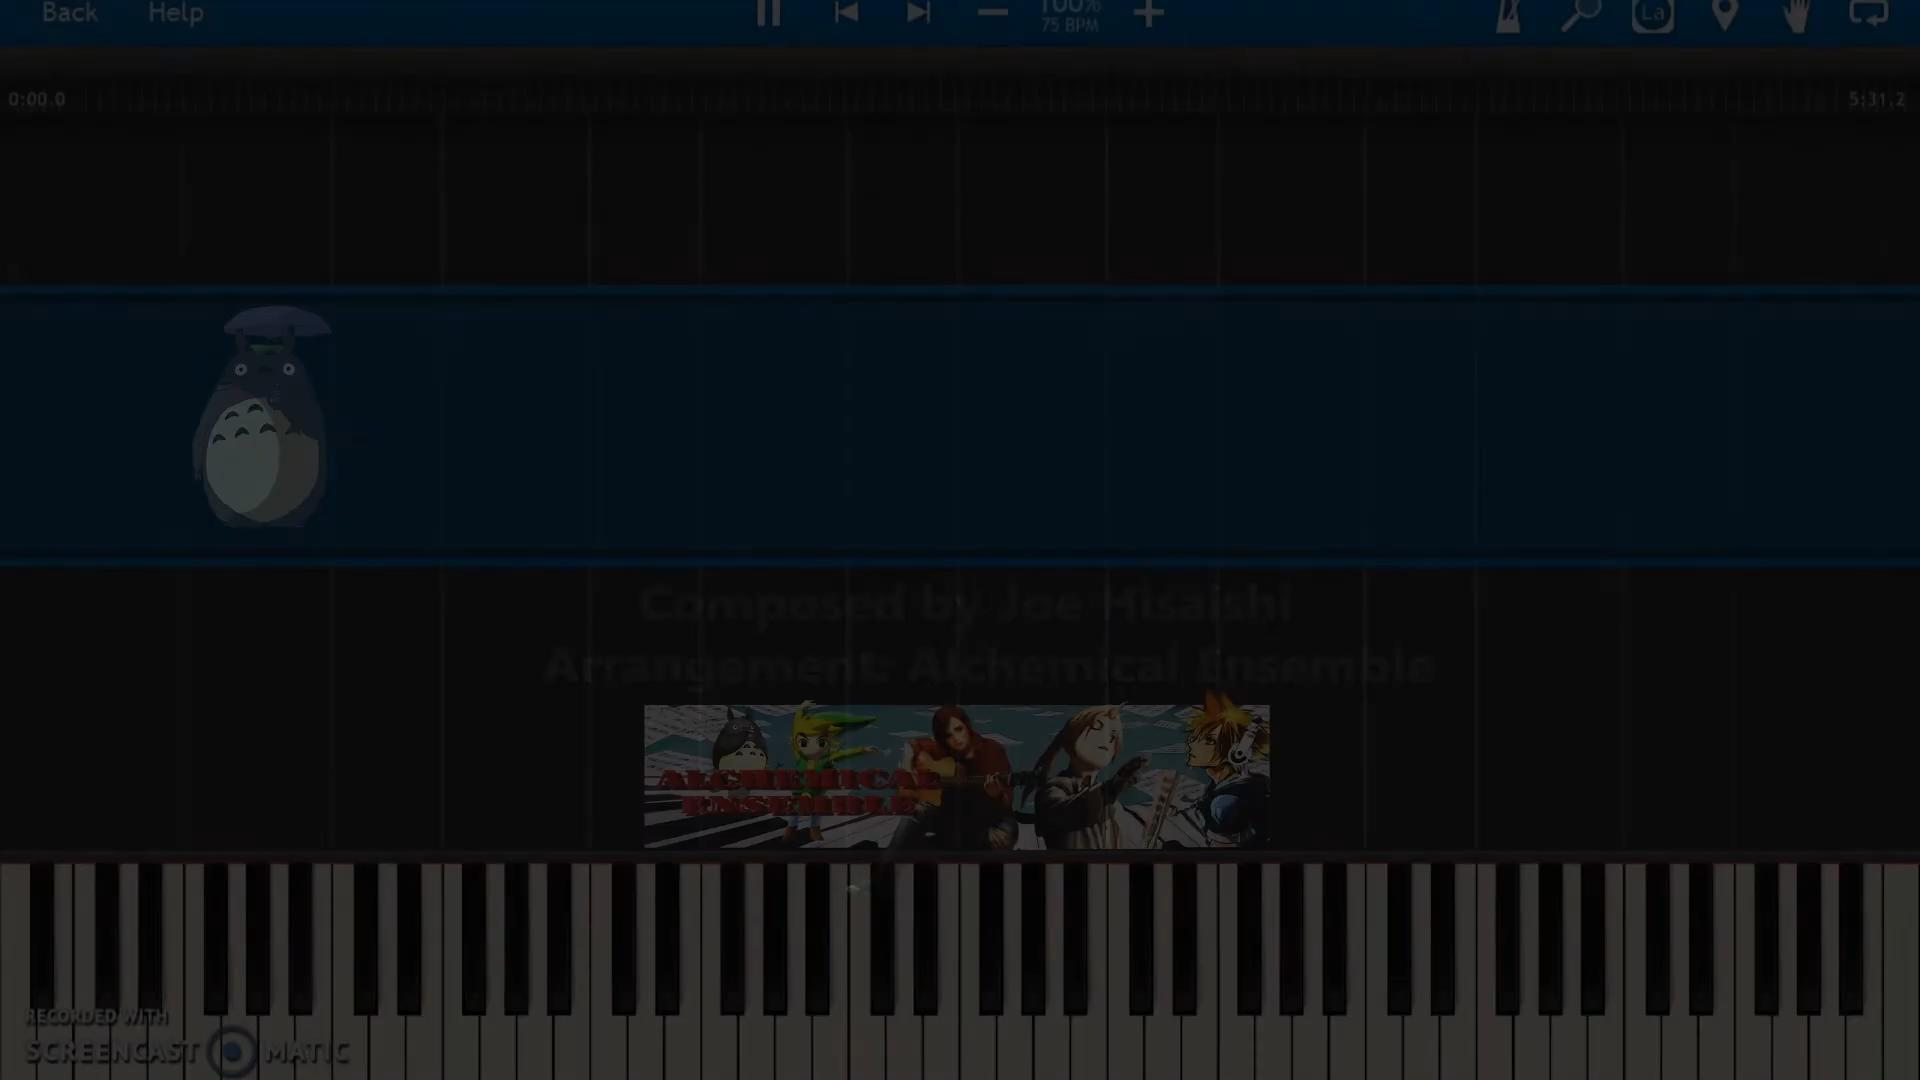 Back Help
100%
75 BPM
La
0:00.0
5:31.2
Composed by Joe Hisaishi
Arrangement: Alchemical Ensemble
ALCHEMICAL
ENSEMBLE
RECORDED WITH
SCREENCAST MATIC